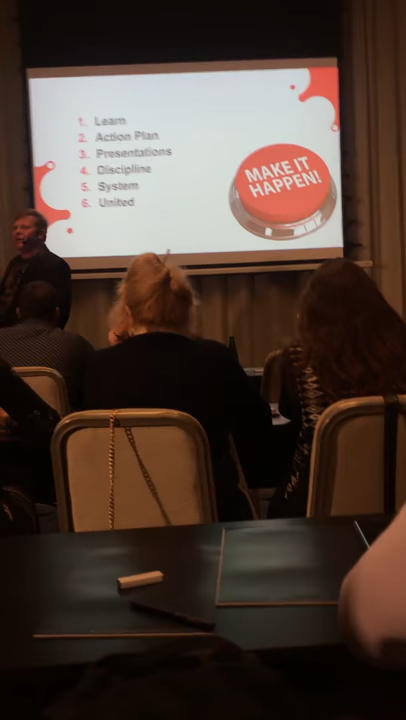 1. Learn
2. Action Plan
3. Presentations
4. Discipline
5. System
6. United
MAKE IT
HAPPEN!